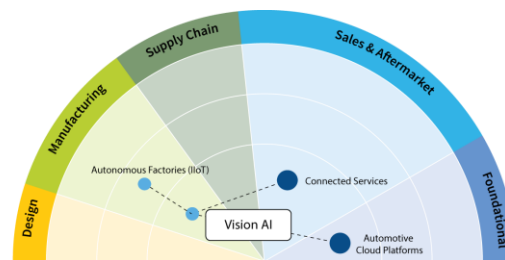 Supply Chain
Sales & Aftermarket
Manufacturing
Autonomous Factories (IIoT)
Connected Services
Design
Vision AI
Foundational
Automotive
Cloud Platforms